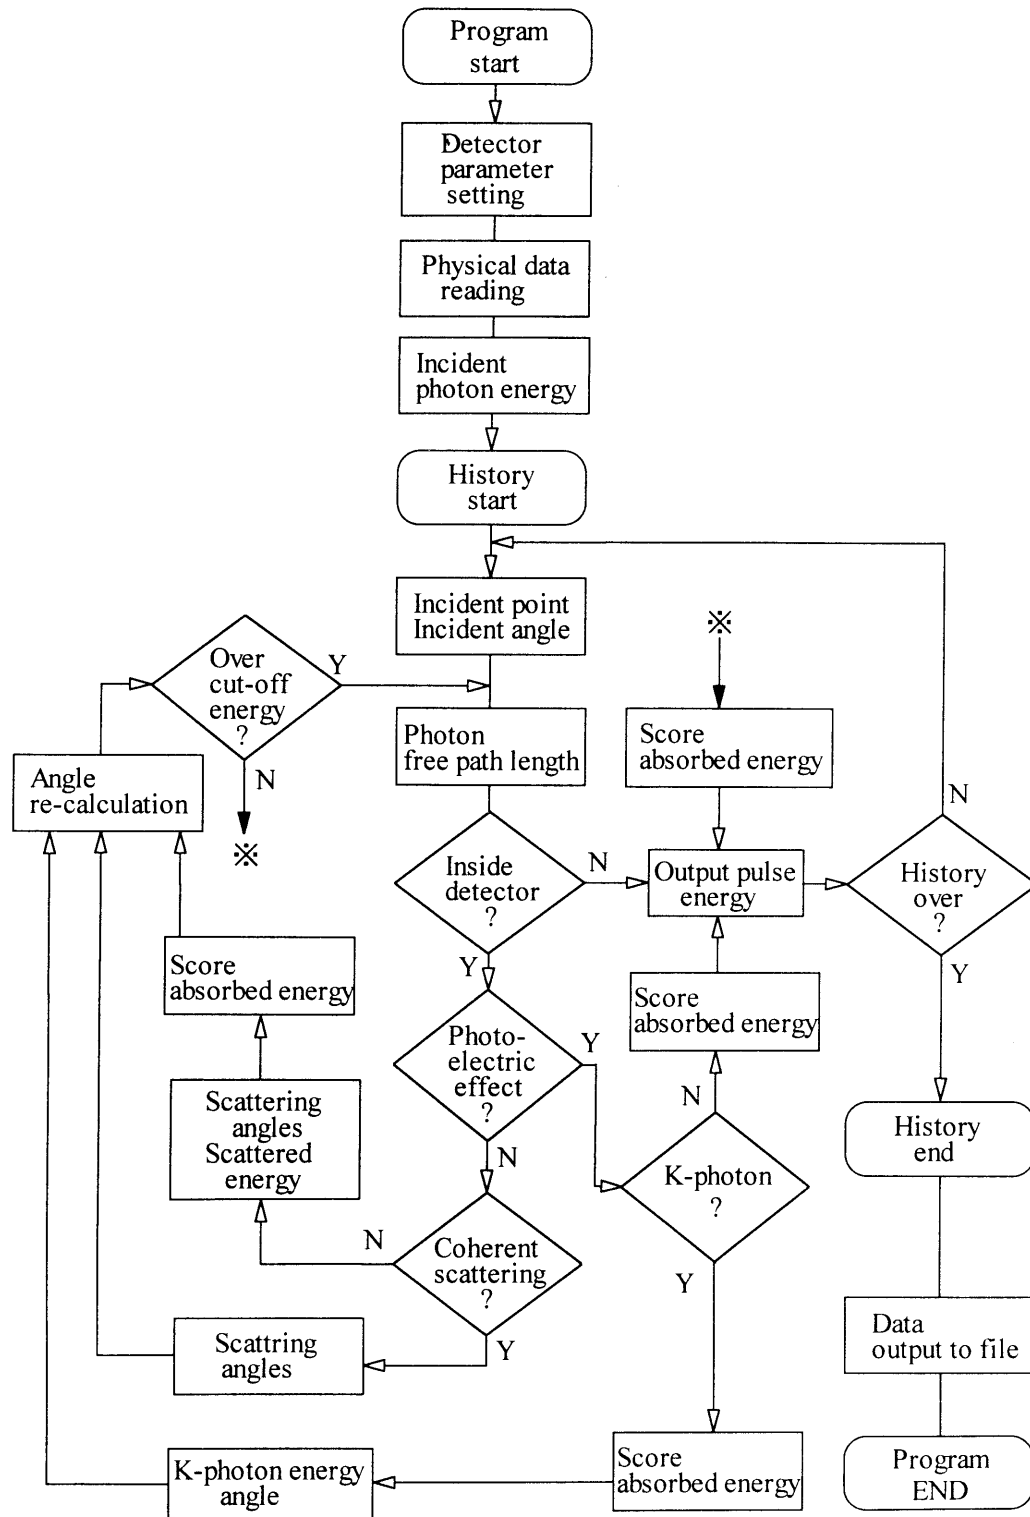 Program
start
Detector
parameter
setting
Physical data
reading
Incident
photon energy
History
start
Incident point
Incident angle
※
Over
cut-off
energy
?
Y
N
※
Photon
free path length
Score
absorbed energy
Angle
re-calculation
N
Inside
detector
?
N
Y
Output pulse
energy
History
over
?
Y
Score
absorbed energy
Photo-
electric
effect
?
Y
N
Score
absorbed energy
N
Scattering
angles
Scattered
energy
K-photon
?
Y
History
end
N
Coherent
scattering
?
Y
Scattring
angles
Data
output to file
K-photon energy
angle
Score
absorbed energy
Program
END